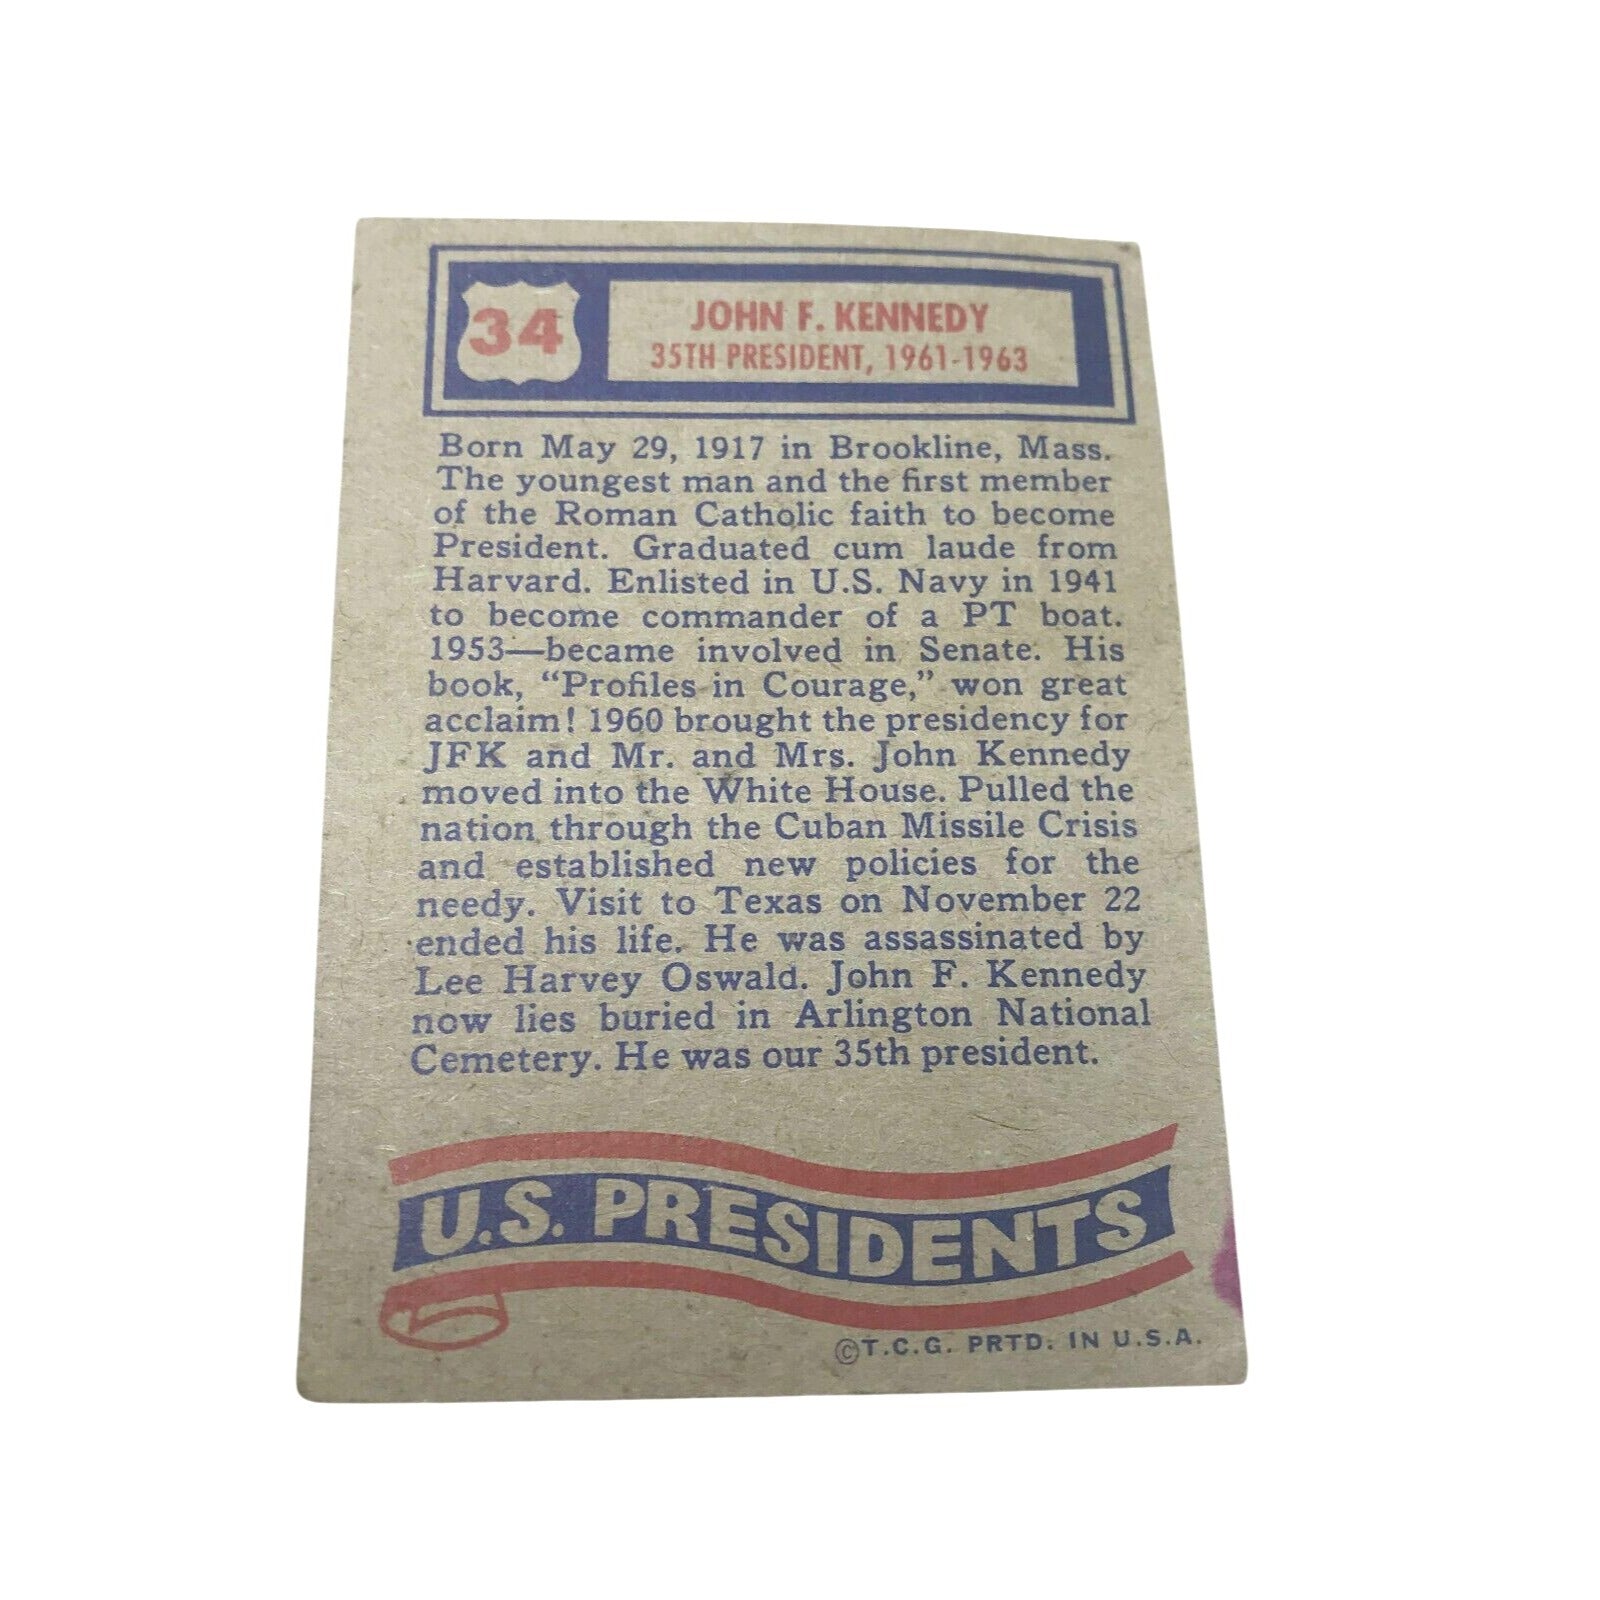 34
JOHN F. KENNEDY
35TH PRESIDENT, 1961-1963
Born May 29, 1917 in Brookline, Mass.
The youngest man and the first member
of the Roman Catholic faith to become
President. Graduated cum laude from
Harvard. Enlisted in U.S. Navy in 1941
to become commander of a PT boat.
1953—became involved in Senate. His
book, “Profiles in Courage,” won great
acclaim! 1960 brought the presidency for
JFK and Mr. and Mrs. John Kennedy
moved into the White House. Pulled the
nation through the Cuban Missile Crisis
and established new policies for the
needy. Visit to Texas on November 22
ended his life. He was assassinated by
Lee Harvey Oswald. John F. Kennedy
now lies buried in Arlington National
Cemetery. He was our 35th president.
U.S. PRESIDENTS
©T.C.G. PRTD. IN U.S.A.